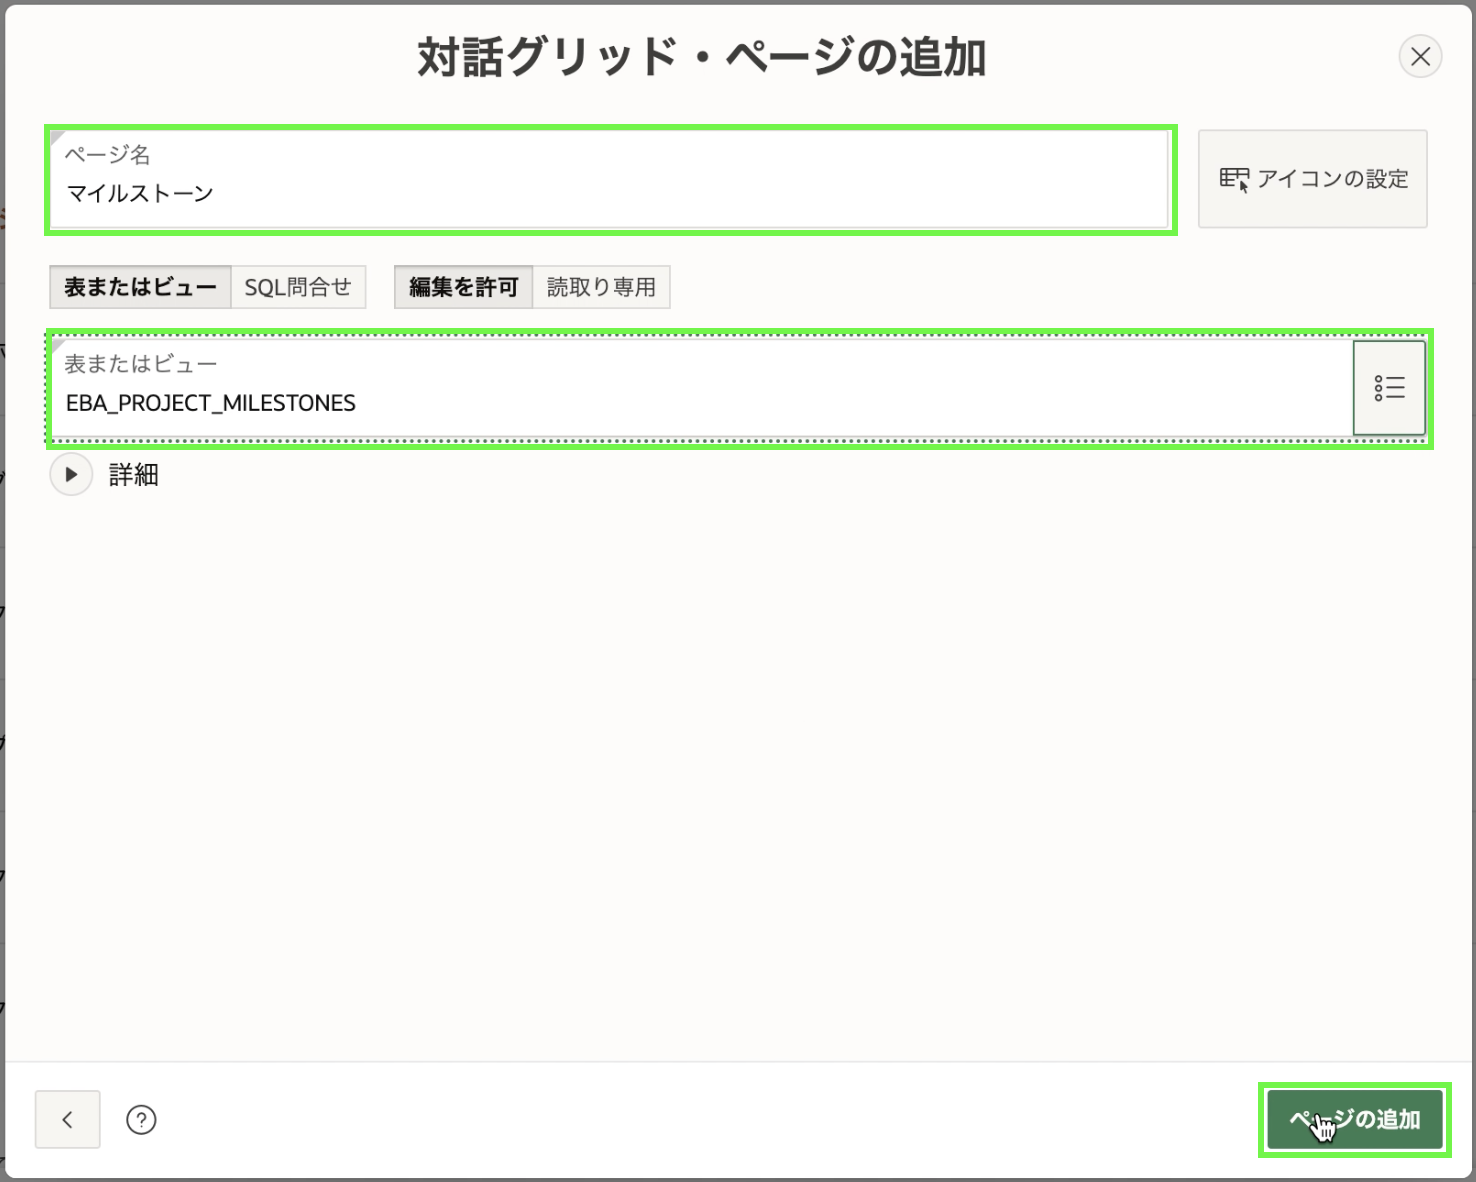 対話グリッド・ページの追加
ページ名
マイルストーン
アイコンの設定
表またはビュー SQL問合せ 編集を許可 読取り専用
表またはビュー
EBA_PROJECT_MILESTONES
詳細
ページの追加